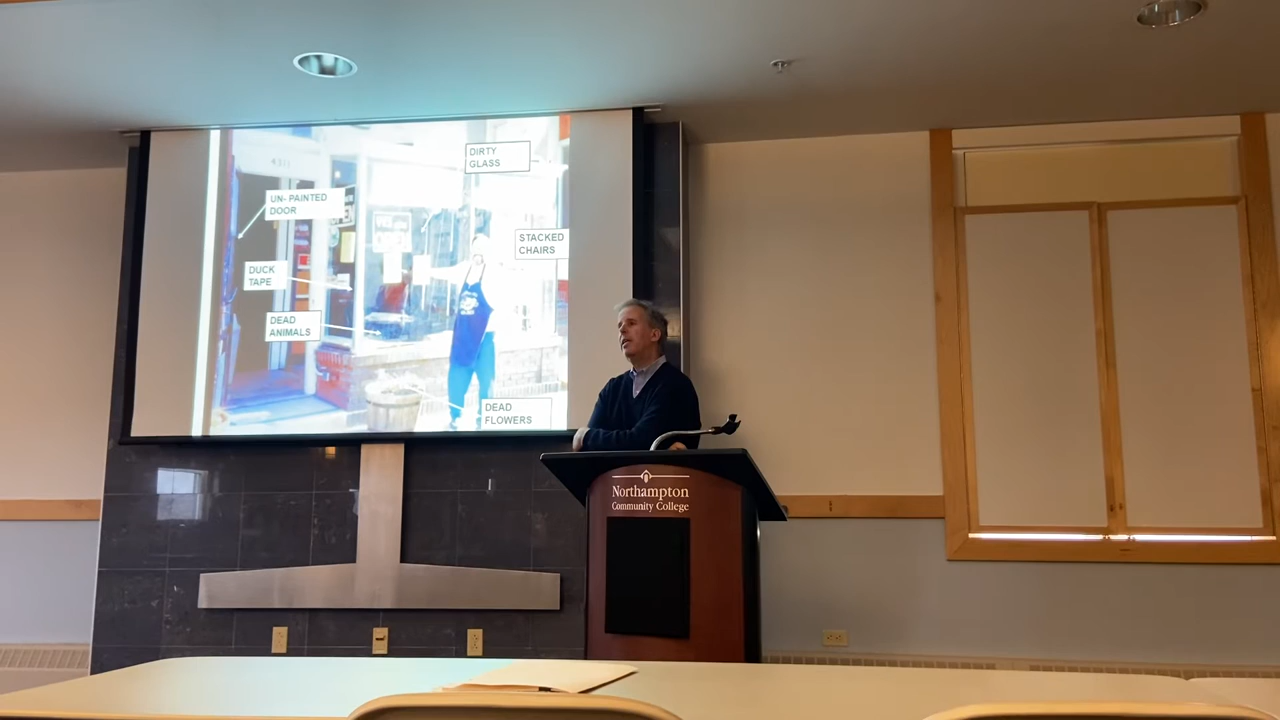 DIRTY
GLASS
UN- PAINTED
DOOR
STACKED
CHAIRS
DUCK
TAPE
DEAD
ANIMALS
DEAD
FLOWERS
Northampton
Community College